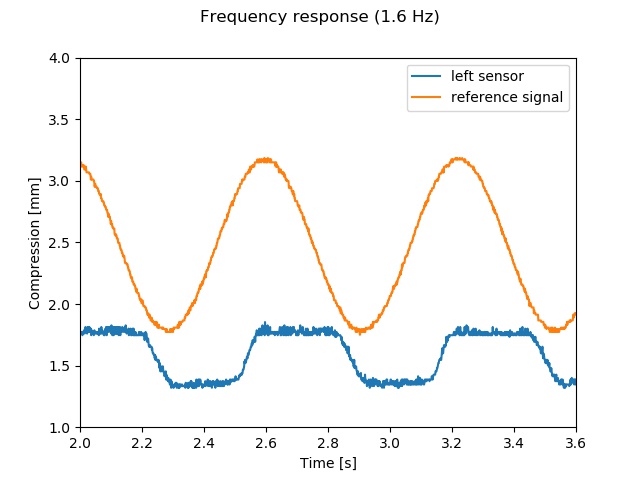 Frequency response (1.6 Hz)
4.0
3.5
3.0
2.5
2.0
1.5
1.0
Compression [mm]
left sensor
reference signal
2.0 2.2 2.4 2.6 2.8 3.0 3.2 3.4 3.6
Time [s]